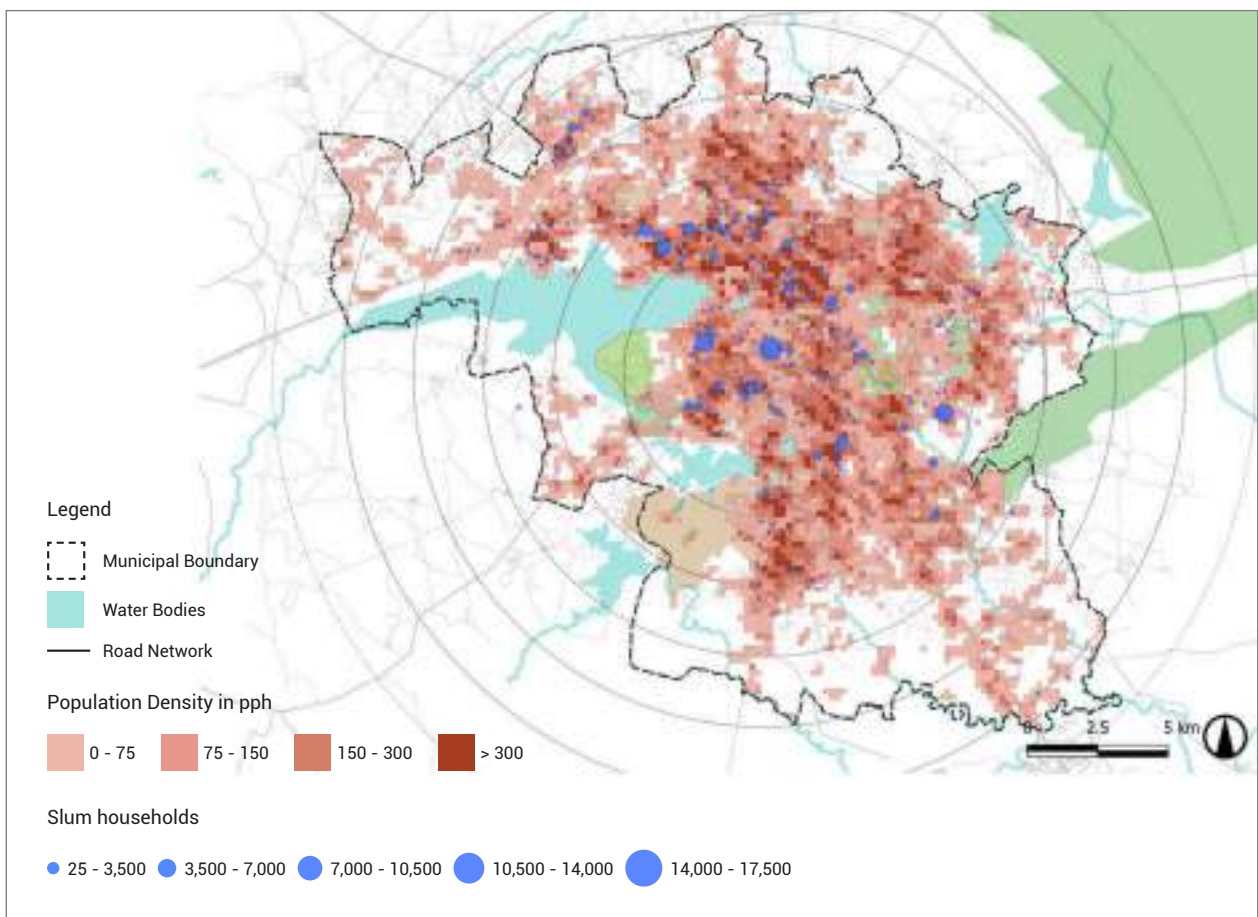 Legend
Municipal Boundary
Water Bodies
Road Network
Population Density in pph
0 - 75 75 - 150 150 - 300 > 300
Slum households
25 - 3,500 3,500 - 7,000 7,000 - 10,500 10,500 - 14,000 14,000 - 17,500
0 2.5 5 km